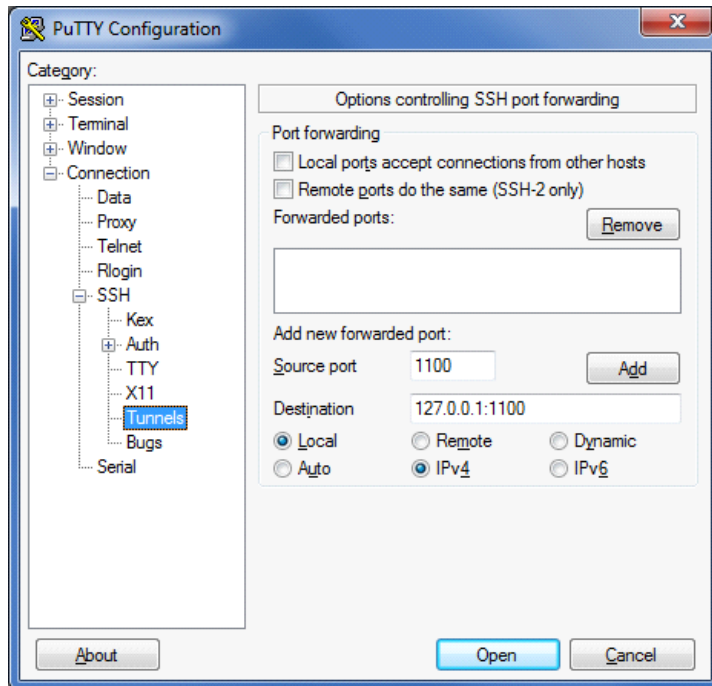 PuTTY Configuration
Category:
Session
Terminal
Window
Connection
Data
Proxy
Telnet
Rlogin
SSH
Kex
Auth
TTY
X11
Tunnels
Bugs
Serial
Options controlling SSH port forwarding
Port forwarding
Local ports accept connections from other hosts
Remote ports do the same (SSH-2 only)
Forwarded ports: Remove
Add new forwarded port:
Source port 1100 Add
Destination 127.0.0.1:1100
Local Remote Dynamic
Auto IPv4 IPv6
About Open Cancel